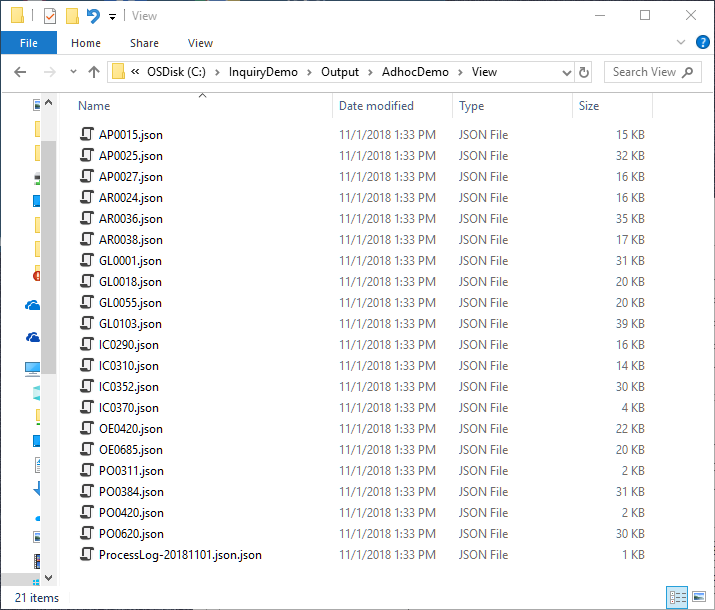 View
File Home Share View
« OSDisk (C:) › InquiryDemo › Output › AdhocDemo › View Search View
Name Date modified Type Size
AP0015.json 11/1/2018 1:33 PM JSON File 15 KB
AP0025.json 11/1/2018 1:33 PM JSON File 32 KB
AP0027.json 11/1/2018 1:33 PM JSON File 16 KB
AR0024.json 11/1/2018 1:33 PM JSON File 16 KB
AR0036.json 11/1/2018 1:33 PM JSON File 35 KB
AR0038.json 11/1/2018 1:33 PM JSON File 17 KB
GL0001.json 11/1/2018 1:33 PM JSON File 31 KB
GL0018.json 11/1/2018 1:33 PM JSON File 20 KB
GL0055.json 11/1/2018 1:33 PM JSON File 20 KB
GL0103.json 11/1/2018 1:33 PM JSON File 39 KB
IC0290.json 11/1/2018 1:33 PM JSON File 16 KB
IC0310.json 11/1/2018 1:33 PM JSON File 14 KB
IC0352.json 11/1/2018 1:33 PM JSON File 30 KB
IC0370.json 11/1/2018 1:33 PM JSON File 4 KB
OE0420.json 11/1/2018 1:33 PM JSON File 22 KB
OE0685.json 11/1/2018 1:33 PM JSON File 20 KB
PO0311.json 11/1/2018 1:33 PM JSON File 2 KB
PO0384.json 11/1/2018 1:33 PM JSON File 31 KB
PO0420.json 11/1/2018 1:33 PM JSON File 2 KB
PO0620.json 11/1/2018 1:33 PM JSON File 30 KB
ProcessLog-20181101.json.json 11/1/2018 1:33 PM JSON File 1 KB
21 items